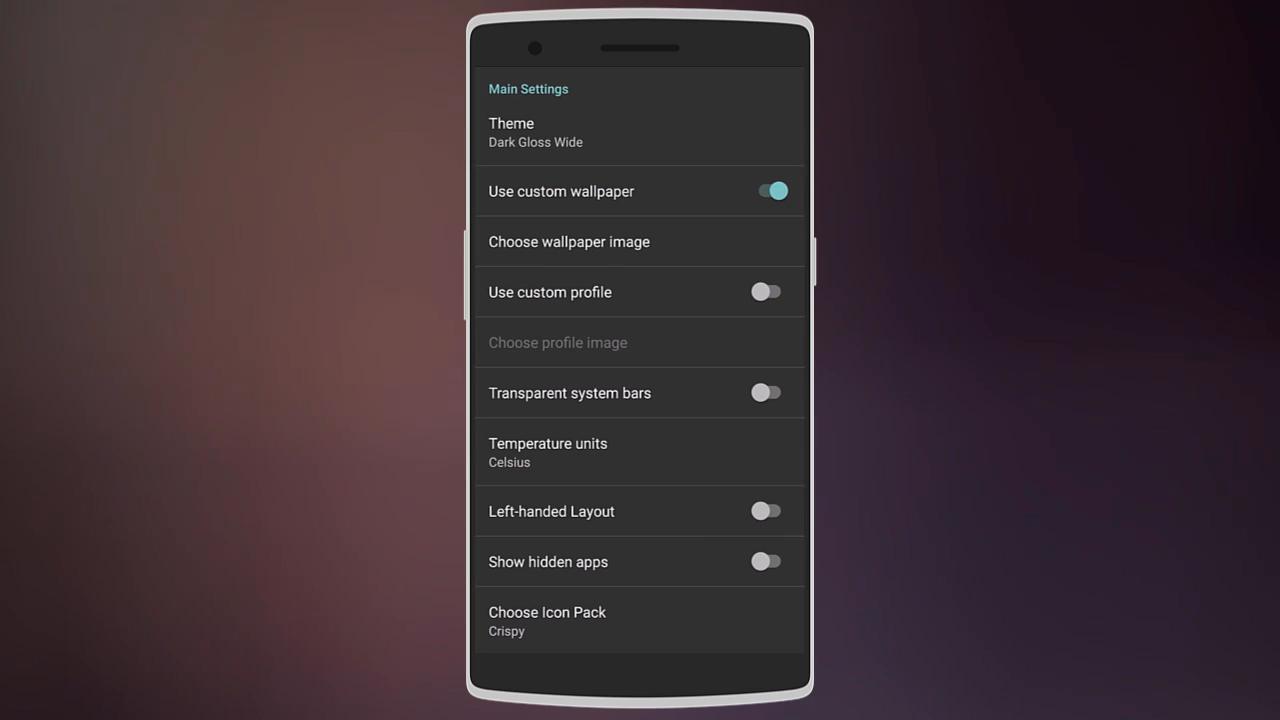 Main Settings
Theme
Dark Gloss Wide
Use custom wallpaper
Choose wallpaper image
Use custom profile
Choose profile image
Transparent system bars
Temperature units
Celsius
Left-handed Layout
Show hidden apps
Choose Icon Pack
Crispy